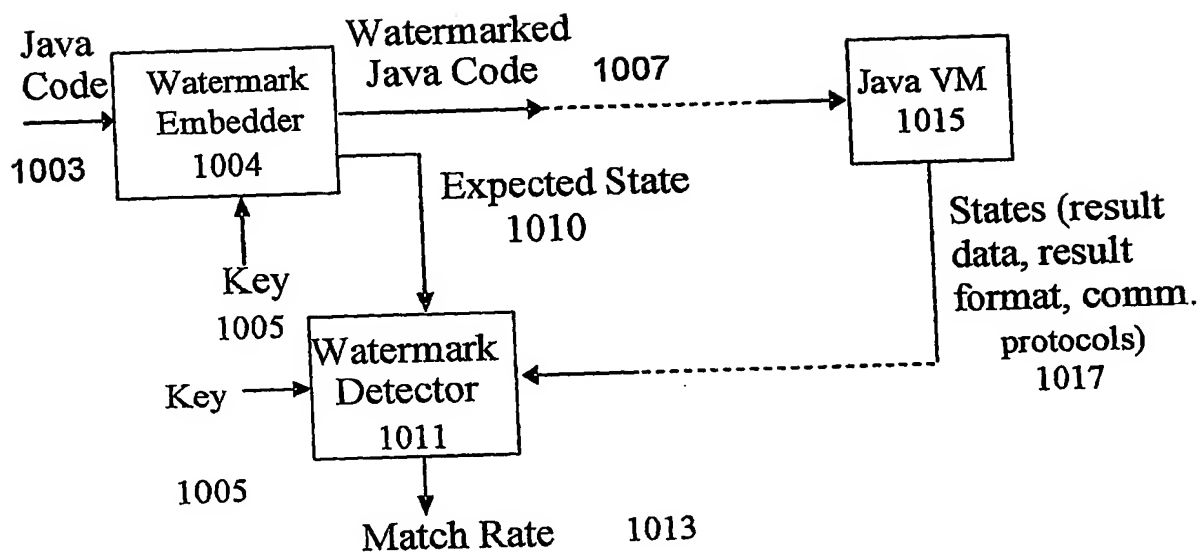 Java
Code
1003
Watermark
Embedder
1004
Watermarked
Java Code
1007
Java VM
1015
Key
1005
Expected State
1010
States (result
data, result
format, comm.
protocols)
1017
Key
1005
Watermark
Detector
1011
Match Rate
1013